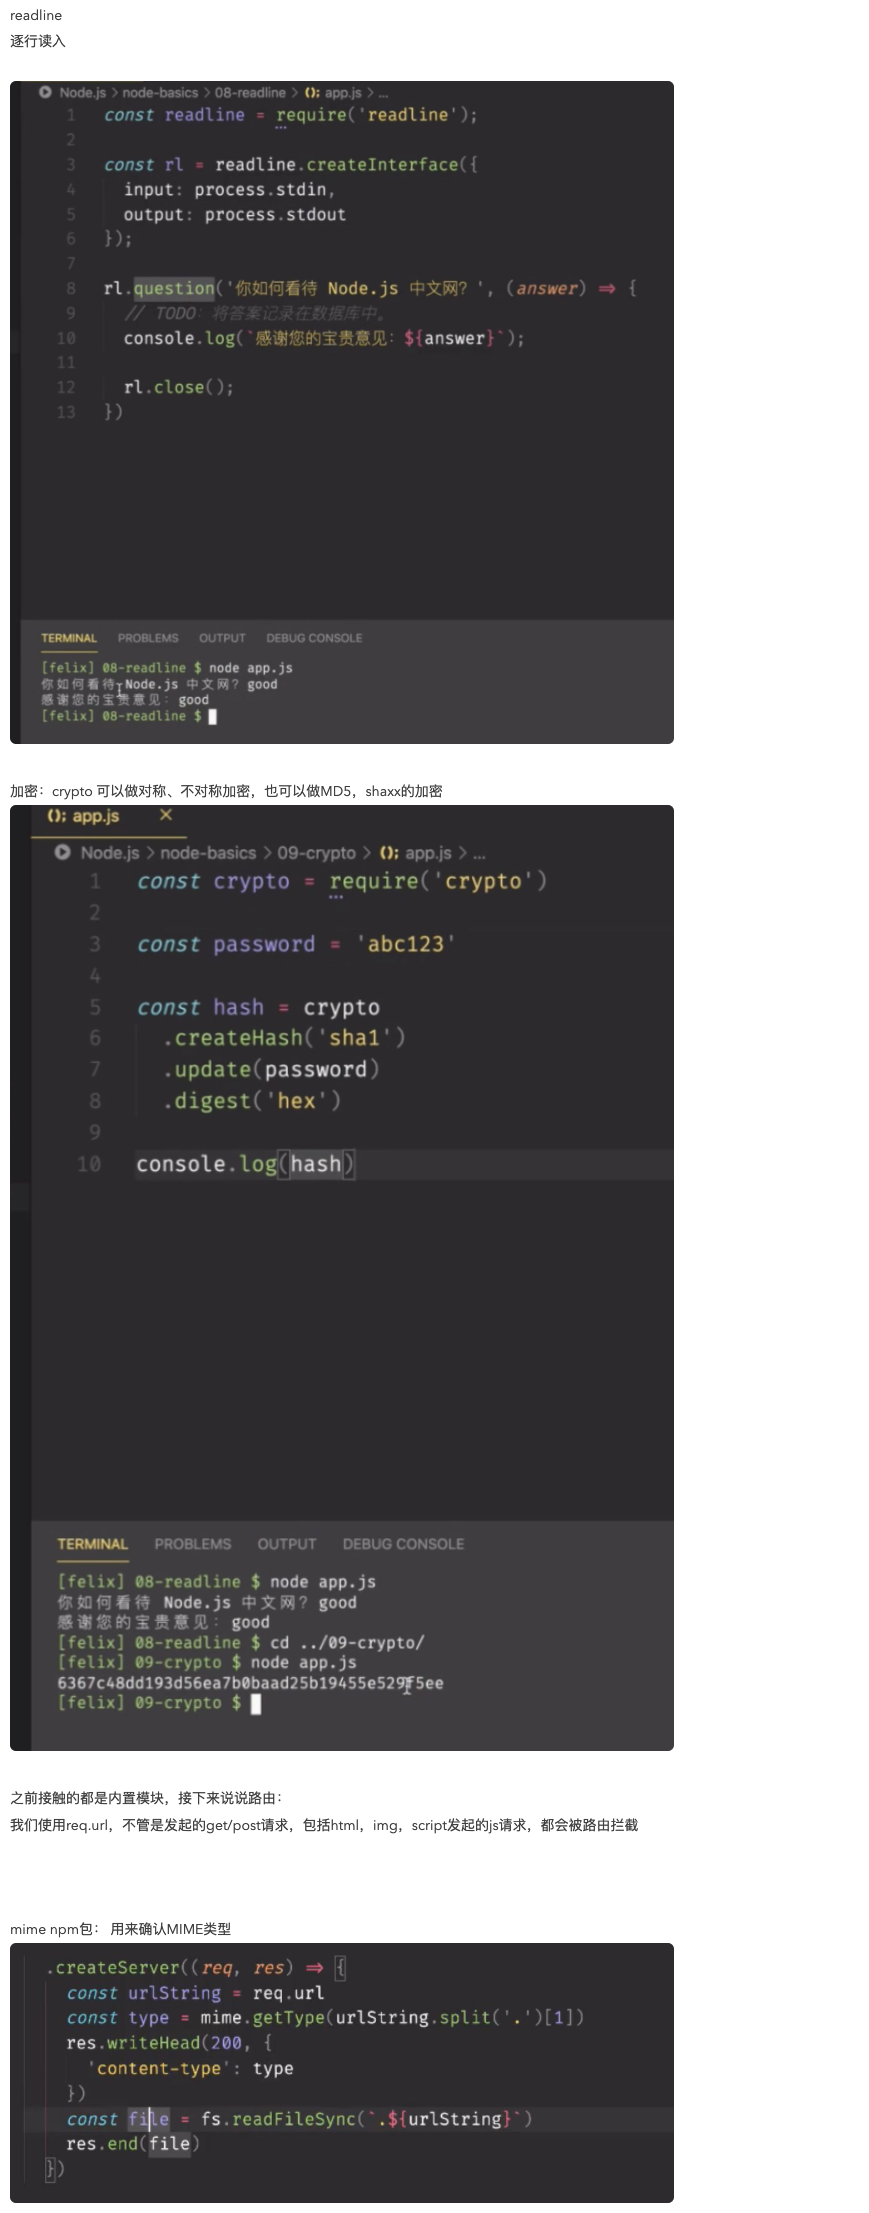 readline
逐行读入
Node.js > node-basics > 08-readline > app.js > ...
1 const readline = require('readline');
2
3 const rl = readline.createInterface({
4 input: process.stdin,
5 output: process.stdout
6 });
7
8 rl.question('你如何看待 Node.js 中文网？', (answer) => {
9 // TODO: 将答案记录在数据库中。
10 console.log(`感谢您的宝贵意见：${answer}`);
11
12 rl.close();
13 })
TERMINAL PROBLEMS OUTPUT DEBUG CONSOLE
[felix] 08-readline $ node app.js
你如何看待 Node.js 中文网？good
感谢您的宝贵意见：good
[felix] 08-readline $
加密：crypto 可以做对称、不对称加密，也可以做MD5，shaxx的加密
app.js ×
Node.js > node-basics > 09-crypto > app.js > ...
1 const crypto = require('crypto')
2
3 const password = 'abc123'
4
5 const hash = crypto
6 .createHash('sha1')
7 .update(password)
8 .digest('hex')
9
10 console.log(hash)
TERMINAL PROBLEMS OUTPUT DEBUG CONSOLE
[felix] 08-readline $ node app.js
你如何看待 Node.js 中文网？good
感谢您的宝贵意见：good
[felix] 08-readline $ cd ../09-crypto/
[felix] 09-crypto $ node app.js
6367c48dd193d56ea7b0baad25b19455e529f5ee
[felix] 09-crypto $
之前接触的都是内置模块，接下来说说路由：
我们使用req.url，不管是发起的get/post请求，包括html，img，script发起的js请求，都会被路由拦截
mime npm包： 用来确认MIME类型
.createServer((req, res) => {
const urlString = req.url
const type = mime.getType(urlString.split('.')[1])
res.writeHead(200, {
'content-type': type
})
const file = fs.readFileSync(`.${urlString}`)
res.end(file)
})